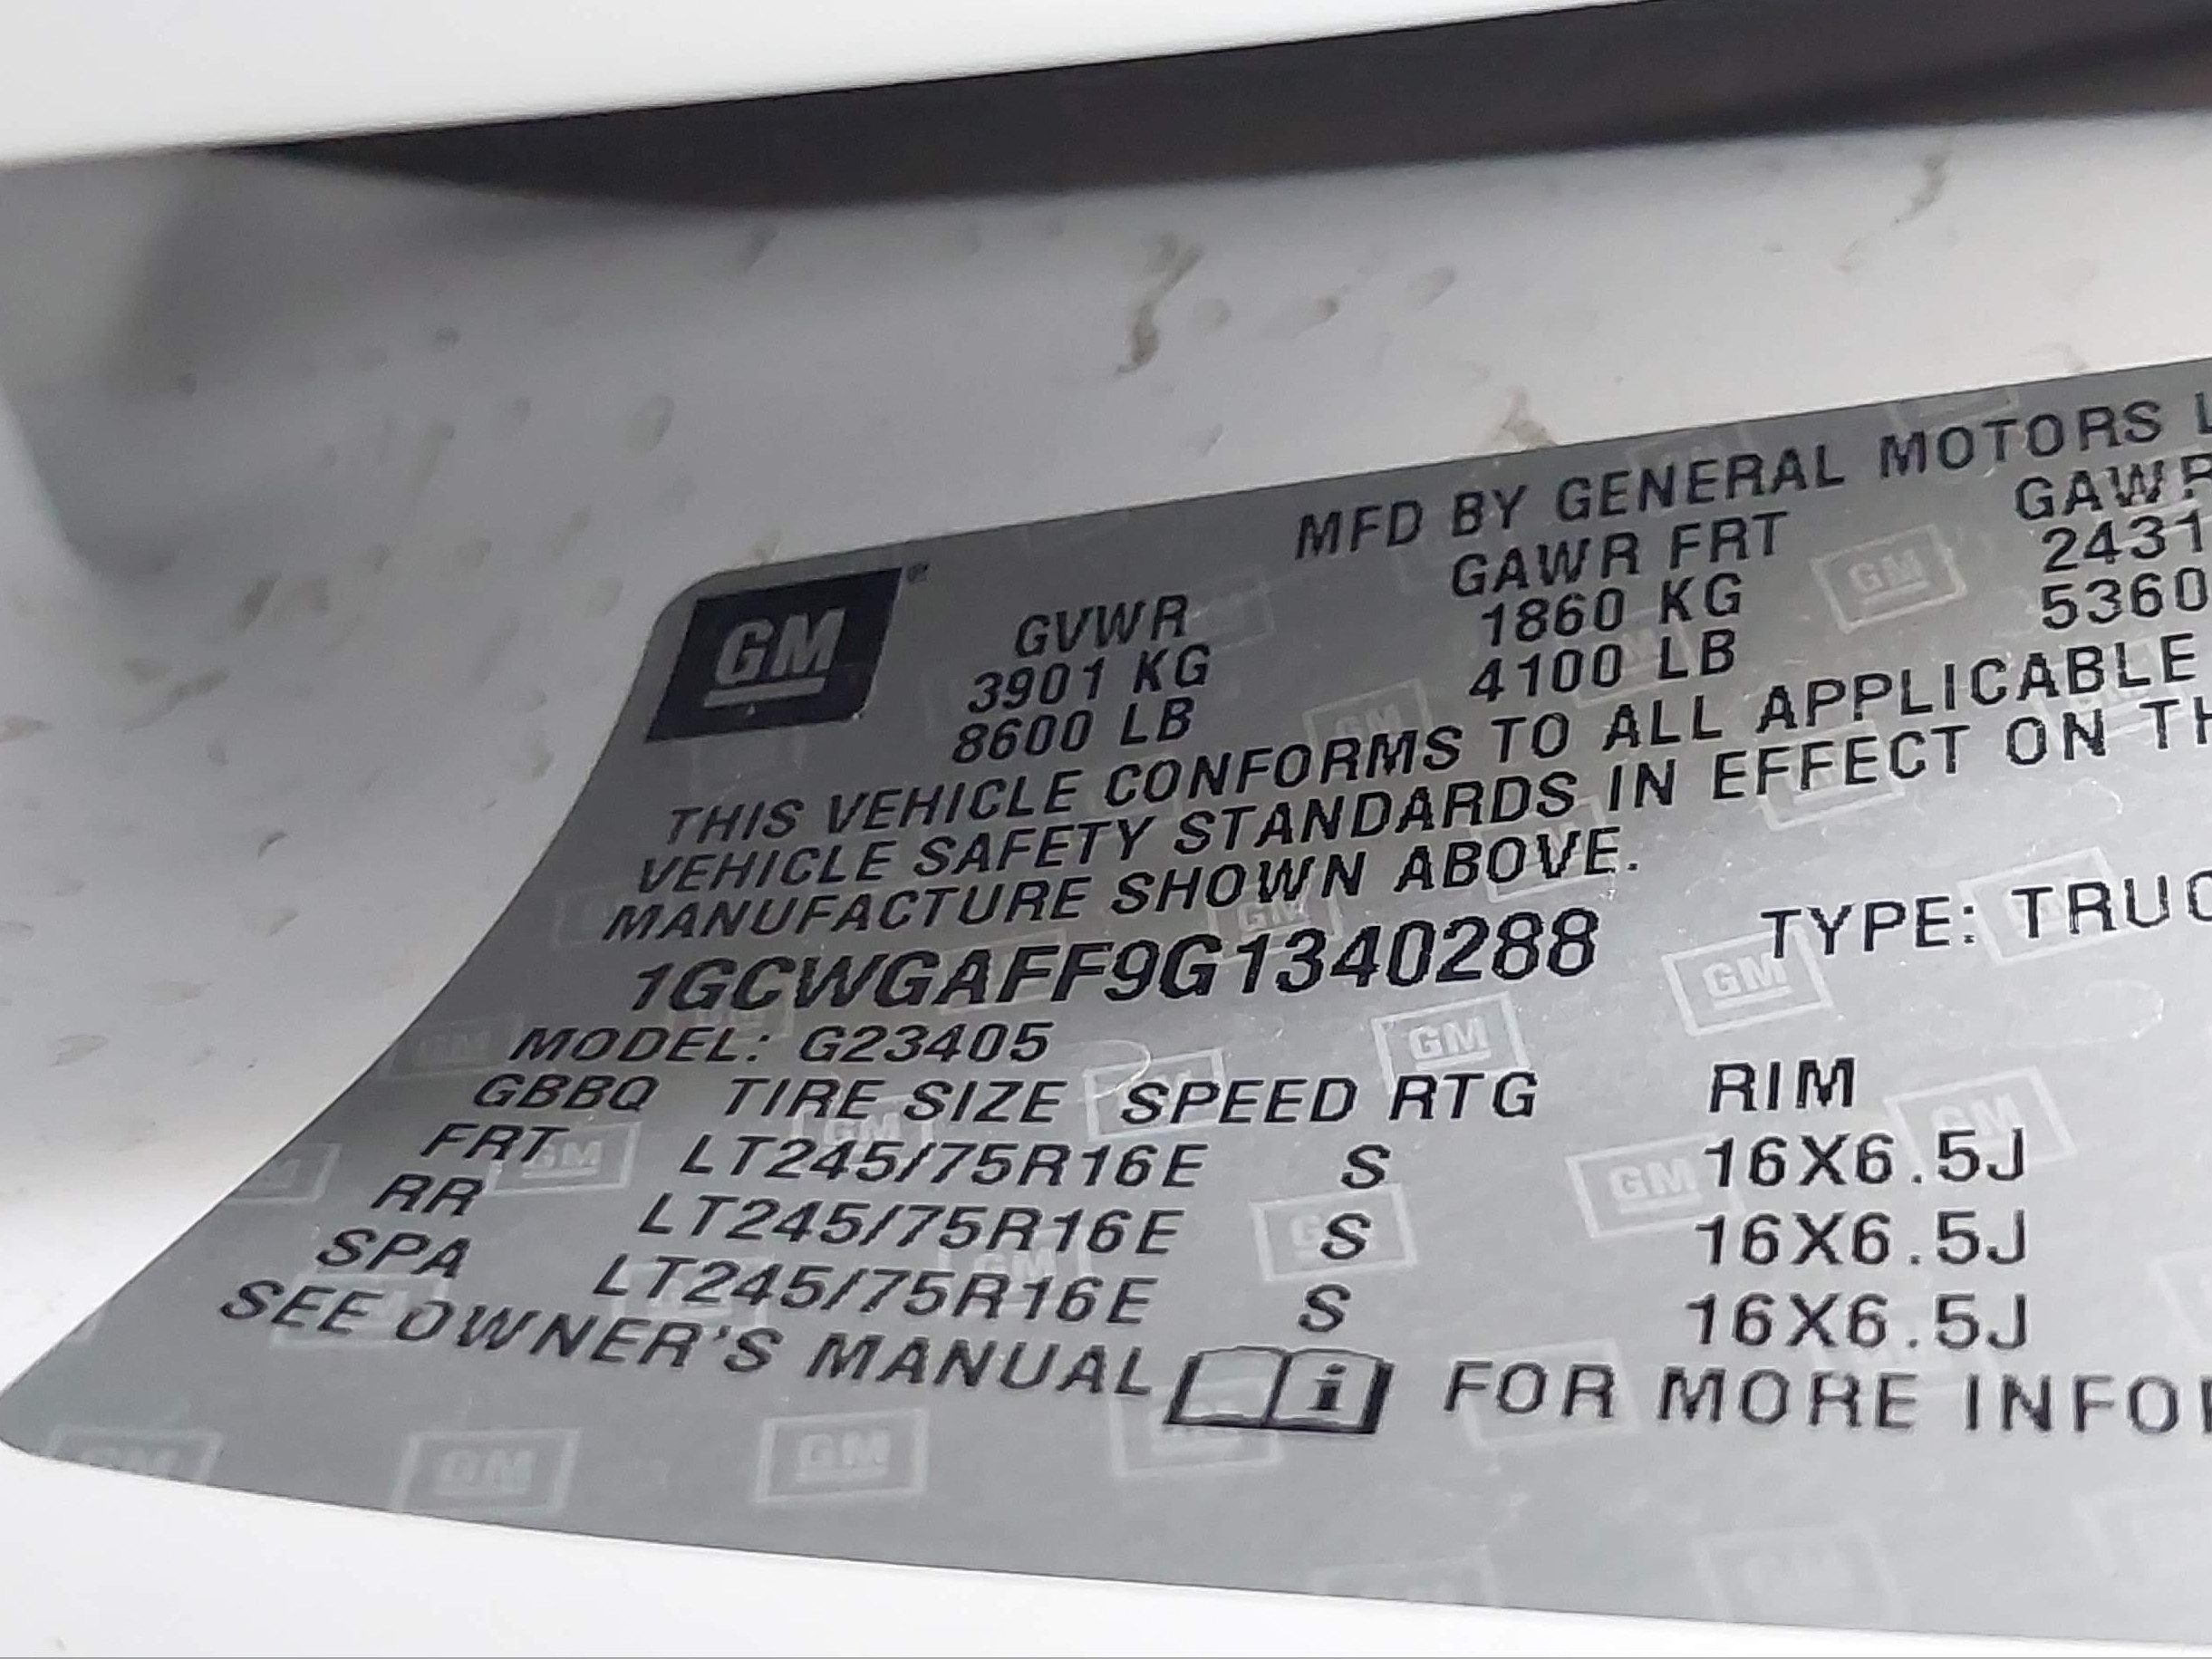 MFD BY GENERAL MOTORS L
GM GVWR GAWR FRT GAWR
3901 KG 1860 KG 2431
8600 LB 4100 LB 5360
THIS VEHICLE CONFORMS TO ALL APPLICABLE
VEHICLE SAFETY STANDARDS IN EFFECT ON TH
MANUFACTURE SHOWN ABOVE.
1GCWGAFF9G1340288 TYPE: TRUC
MODEL: G23405
GBBQ TIRE SIZE SPEED RTG RIM
FRT LT245/75R16E S 16X6.5J
RR LT245/75R16E S 16X6.5J
SPA LT245/75R16E S 16X6.5J
SEE OWNER'S MANUAL i FOR MORE INFO